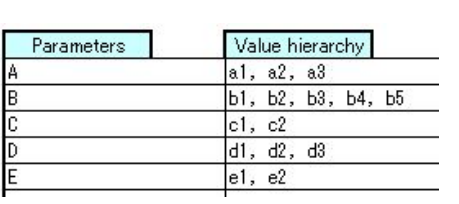 Parameters Value hierarchy
A a1, a2, a3
B b1, b2, b3, b4, b5
C c1, c2
D d1, d2, d3
E e1, e2